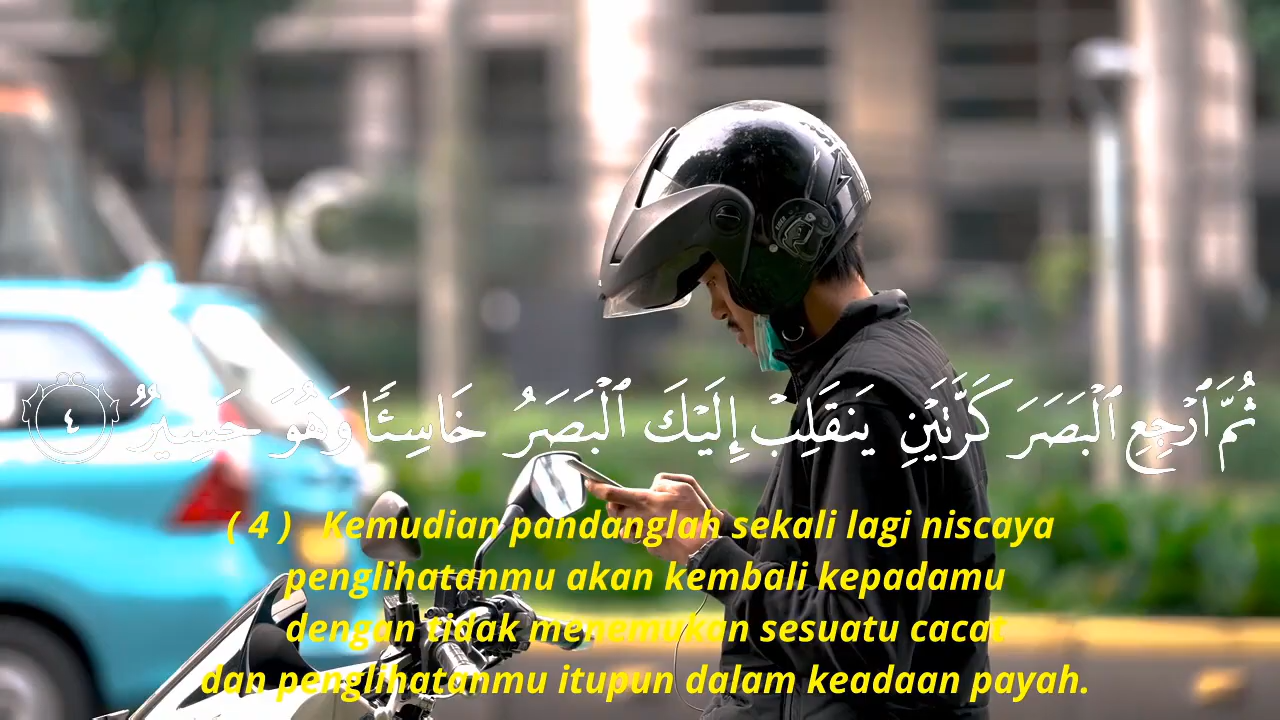 AC
ثُمَّ ٱرْجِعِ ٱلْبَصَرَ كَرَّتَيْنِ يَنقَلِبْ إِلَيْكَ ٱلْبَصَرُ خَاسِئًا وَهُوَ حَسِيرٌ ٤
( 4 ) Kemudian pandanglah sekali lagi niscaya
penglihatanmu akan kembali kepadamu
dengan tidak menemukan sesuatu cacat
dan penglihatanmu itupun dalam keadaan payah.